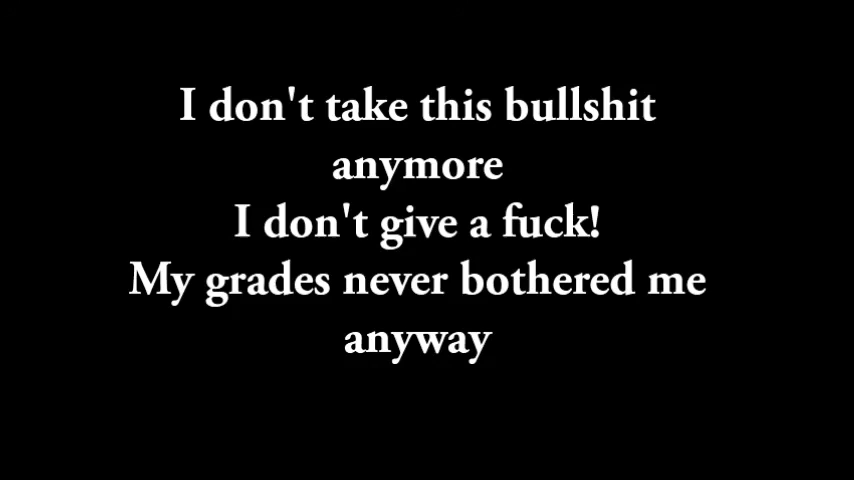 I don't take this bullshit
anymore
I don't give a fuck!
My grades never bothered me
anyway